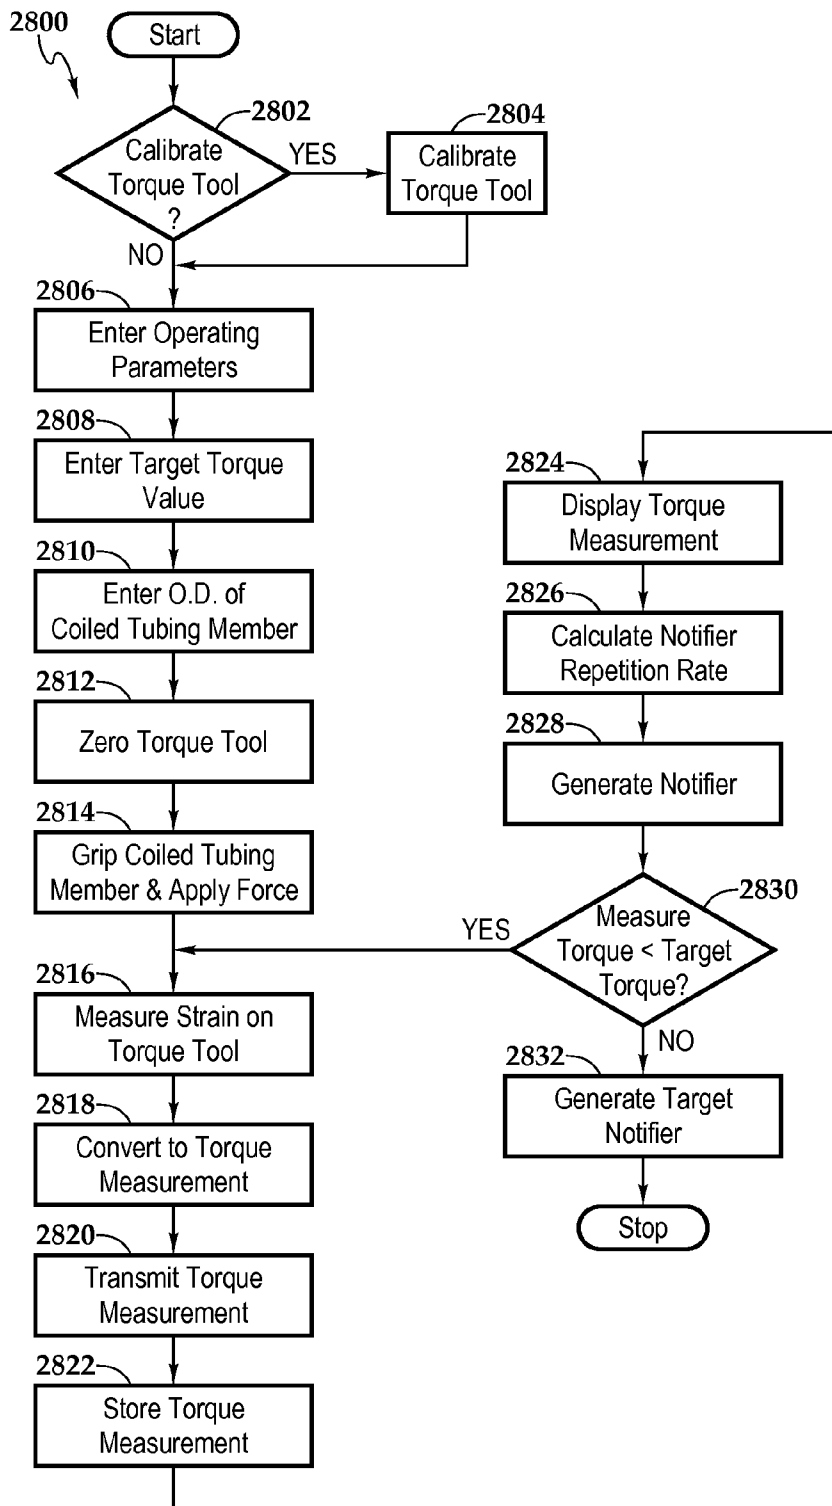 2800
Start
2802
Calibrate
Torque Tool
?
YES
2804
Calibrate
Torque Tool
NO
2806
Enter Operating
Parameters
2808
Enter Target Torque
Value
2810
Enter O.D. of
Coiled Tubing Member
2812
Zero Torque Tool
2814
Grip Coiled Tubing
Member & Apply Force
2816
Measure Strain on
Torque Tool
2818
Convert to Torque
Measurement
2820
Transmit Torque
Measurement
2822
Store Torque
Measurement
2824
Display Torque
Measurement
2826
Calculate Notifier
Repetition Rate
2828
Generate Notifier
2830
Measure
Torque < Target
Torque?
YES
NO
2832
Generate Target
Notifier
Stop